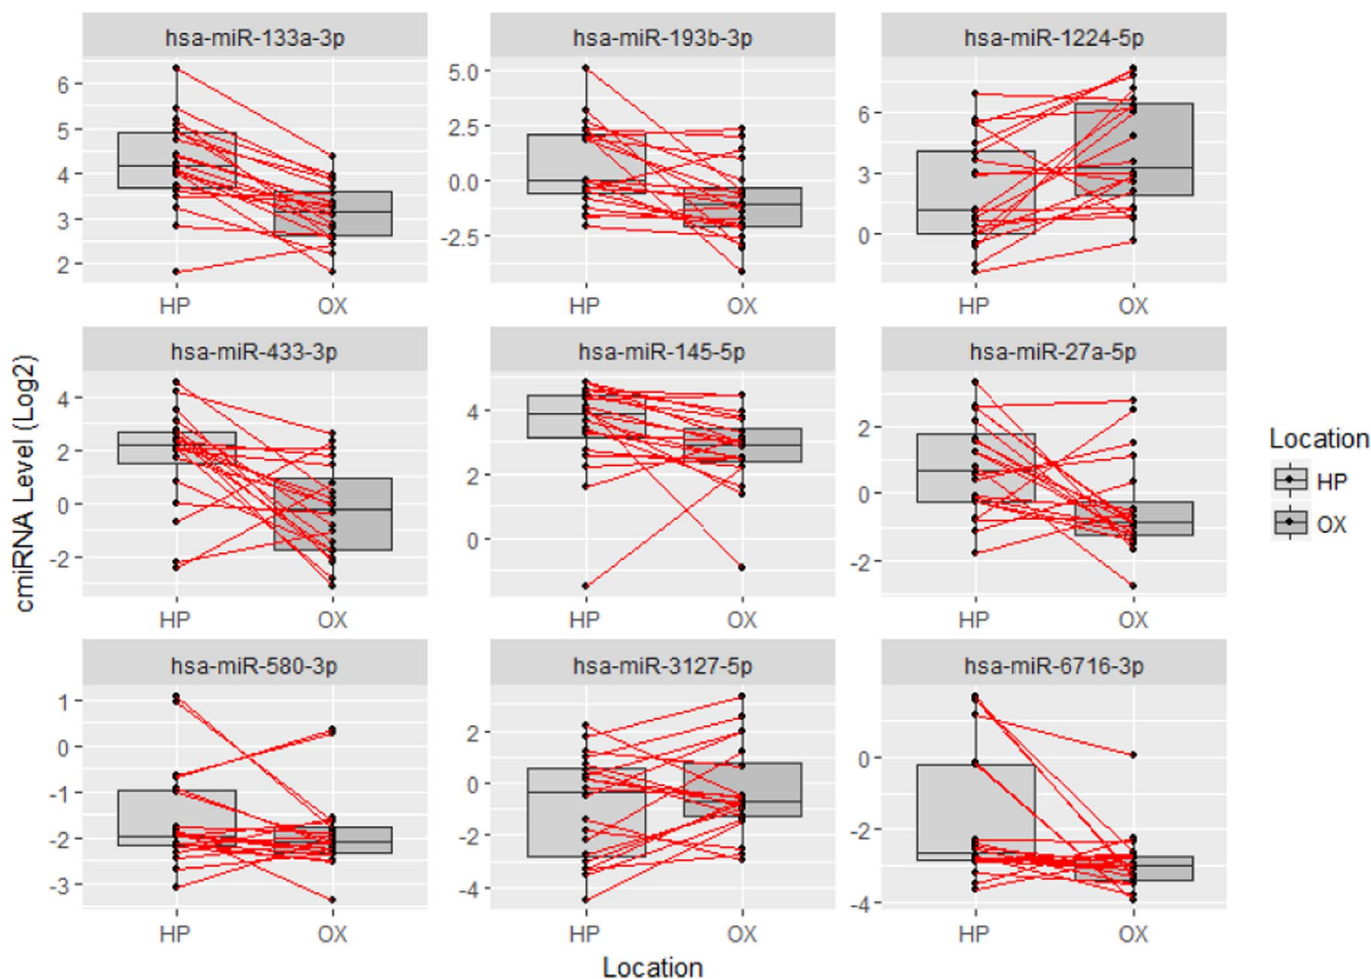 hsa-miR-133a-3p
hsa-miR-193b-3p
hsa-miR-1224-5p
6
5
4
3
2
5.0
2.5
0.0
-2.5
6
3
0
HP
OX
HP
OX
HP
OX
cmiRNA Level (Log2)
hsa-miR-433-3p
hsa-miR-145-5p
hsa-miR-27a-5p
4
2
0
-2
4
2
0
2
0
-2
HP
OX
HP
OX
HP
OX
Location
HP
OX
hsa-miR-580-3p
hsa-miR-3127-5p
hsa-miR-6716-3p
1
0
-1
-2
-3
2
0
-2
-4
0
-2
-4
HP
OX
HP
OX
HP
OX
Location